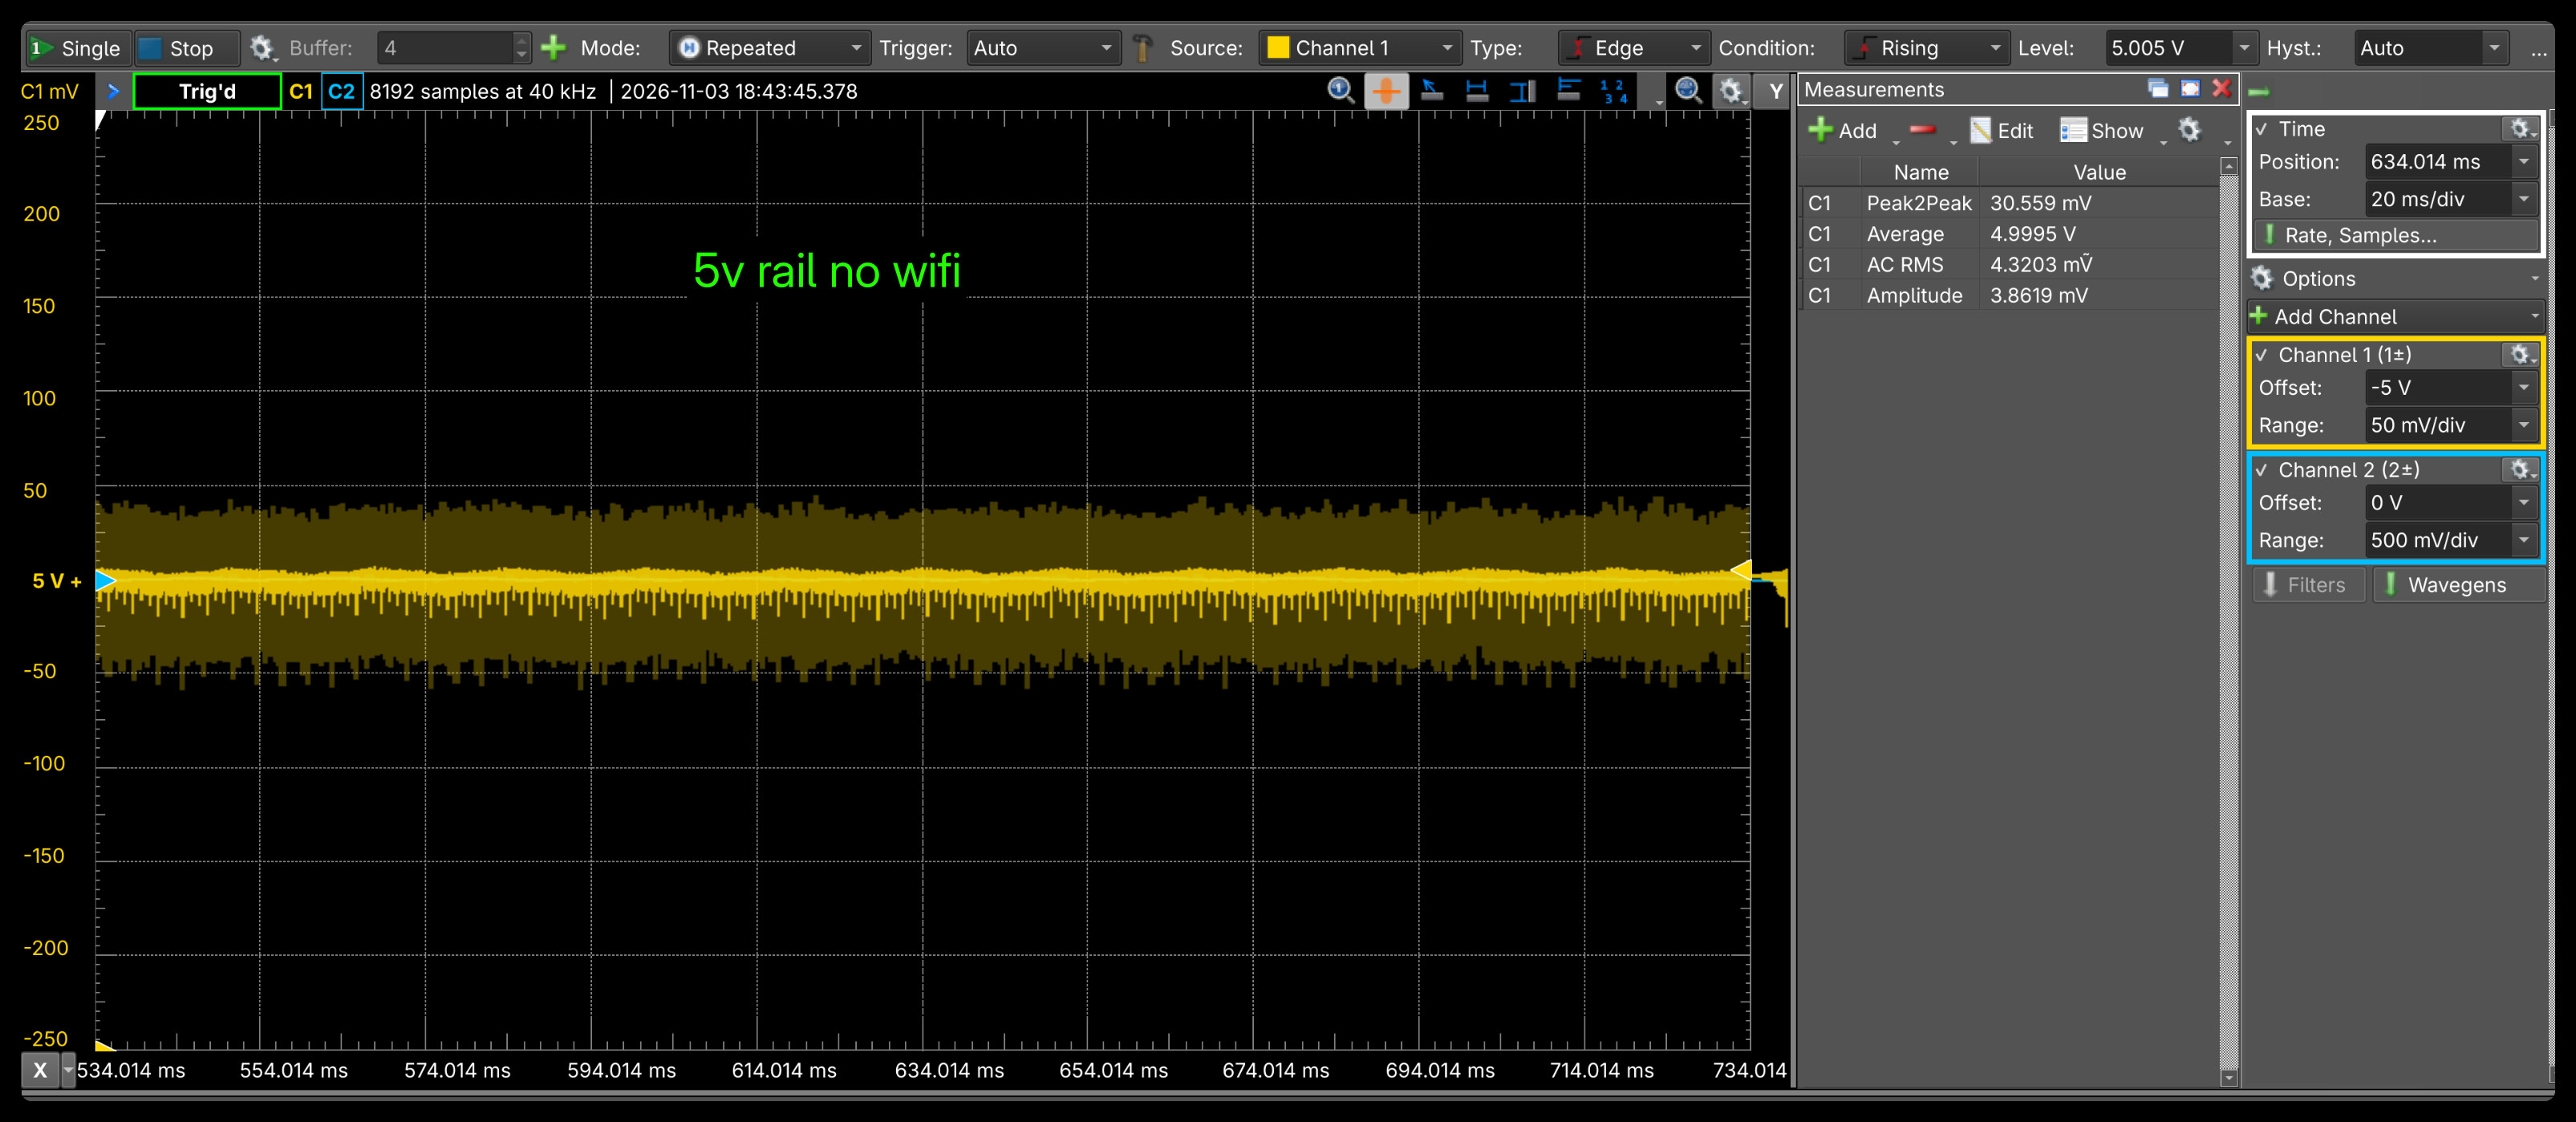 1 Single Stop Buffer: 4 Mode: Repeated Trigger: Auto Source: Channel 1 Type: Edge Condition: Rising Level: 5.005 V Hyst.: Auto ...
C1 mV Trig'd C1 C2 8192 samples at 40 kHz | 2026-11-03 18:43:45.378 1 2 3 4 Y
Measurements
Add Edit Show
Name Value
C1 Peak2Peak 30.559 mV
C1 Average 4.9995 V
C1 AC RMS 4.3203 mṼ
C1 Amplitude 3.8619 mV
Time
Position: 634.014 ms
Base: 20 ms/div
Rate, Samples...
Options
Add Channel
Channel 1 (1±)
Offset: -5 V
Range: 50 mV/div
Channel 2 (2±)
Offset: 0 V
Range: 500 mV/div
Filters Wavegens
5v rail no wifi
250
200
150
100
50
5 V +
-50
-100
-150
-200
-250
X 534.014 ms 554.014 ms 574.014 ms 594.014 ms 614.014 ms 634.014 ms 654.014 ms 674.014 ms 694.014 ms 714.014 ms 734.014